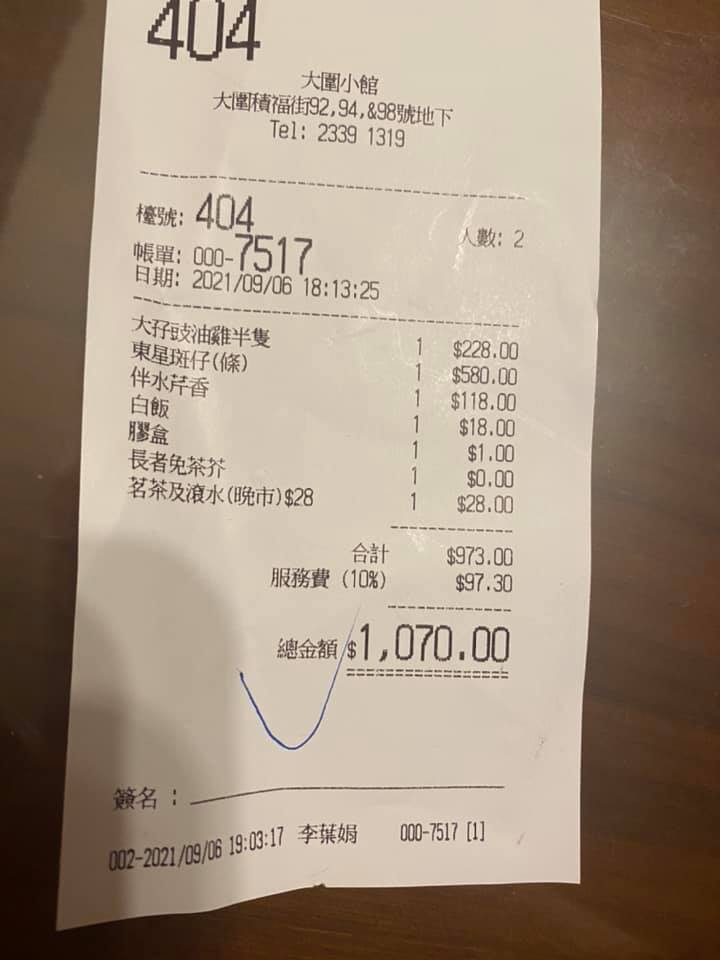 404
大圍小館
大圍積福街92,94,&98號地下
Tel: 2339 1319
檯號: 404 人數: 2
帳單: 000-7517
日期: 2021/09/06 18:13:25
大孖豉油雞半隻 1 $228.00
東星斑仔(條) 1 $580.00
伴水芹香 1 $118.00
白飯 1 $18.00
膠盒 1 $1.00
長者免茶芥 1 $0.00
茗茶及滾水(晚市)$28 1 $28.00
合計 $973.00
服務費 (10%) $97.30
總金額 $1,070.00
簽名 :
002-2021/09/06 19:03:17 李葉娟 000-7517 [1]